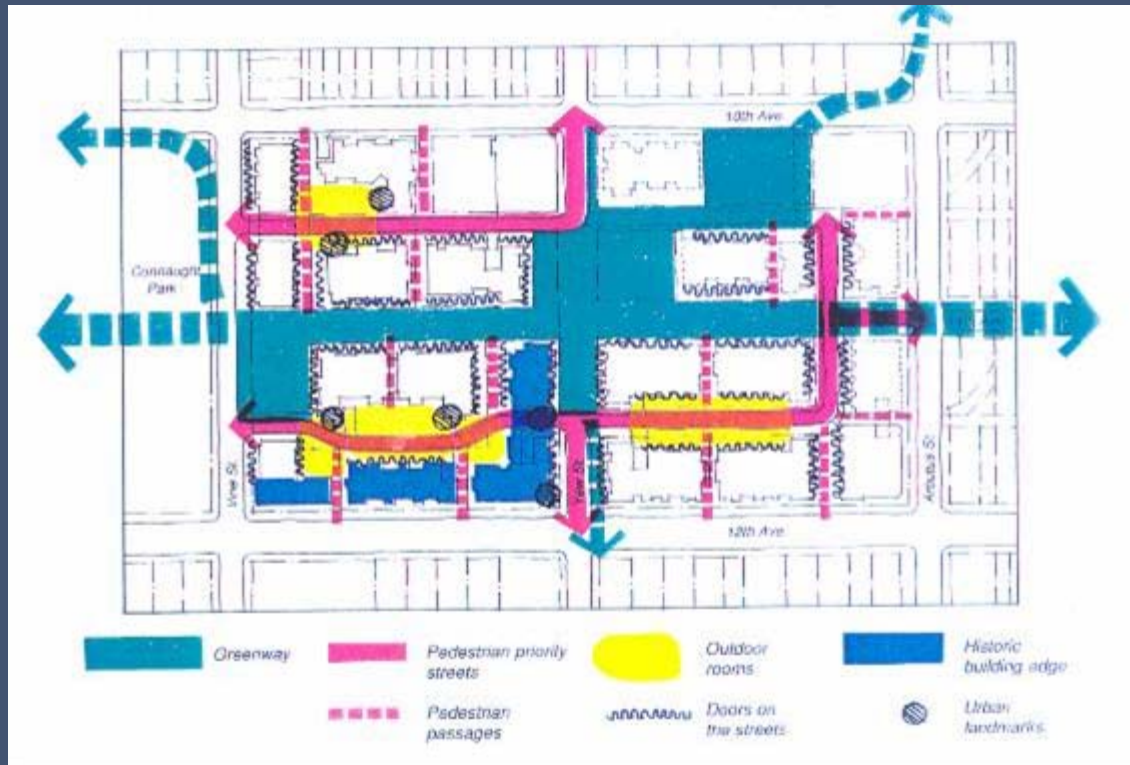 10th Ave.
Connaught
Park
Vine St.
Yew St.
Arbutus St.
12th Ave.
Greenway
Pedestrian priority
streets
Outdoor
rooms
Historic
building edge
Pedestrian
passages
Doors on
the streets
Urban
landmarks